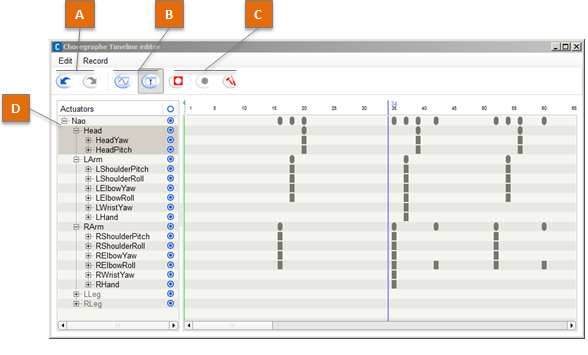 A
B
C
D
C Choregraphe Timeline editor
Edit Record
Actuators
1 5 10 15 20 25 30 35 40 45 50 55 60 65
34
Nao
Head
HeadYaw
HeadPitch
LArm
LShoulderPitch
LShoulderRoll
LElbowYaw
LElbowRoll
LWristYaw
LHand
RArm
RShoulderPitch
RShoulderRoll
RElbowYaw
RElbowRoll
RWristYaw
RHand
LLeg
RLeg